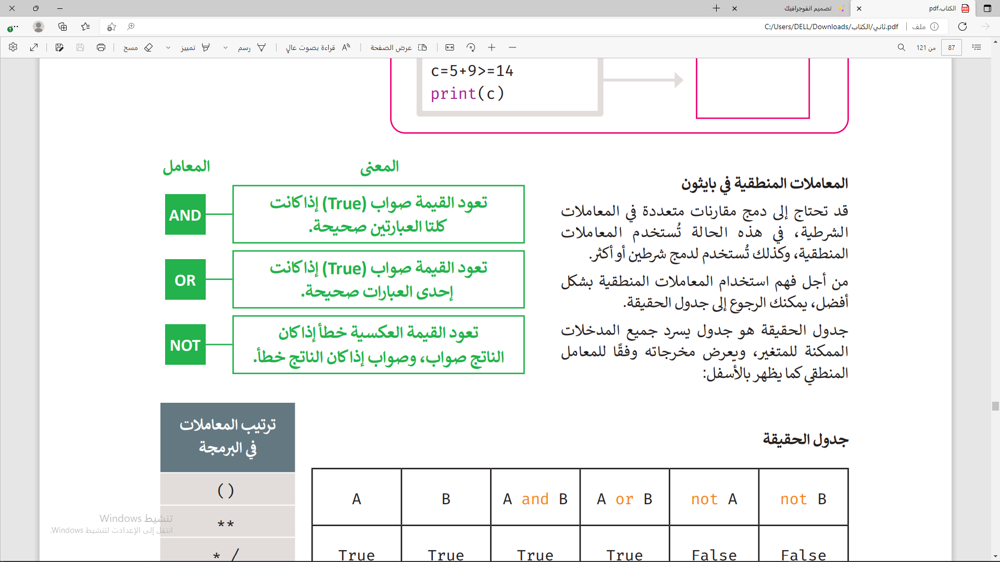 الكتاب.pdf
تصميم انفوجرافيك
ملف
C:/Users/DELL/Downloads/ثاني/الكتاب.pdf
87
من 121
عرض الصفحة
قراءة بصوت عالٍ
رسم
تمييز
مسح
c=5+9>=14
print(c)
المعاملات المنطقية في بايثون
قد تحتاج إلى دمج مقارنات متعددة في المعاملات
الشرطية، في هذه الحالة تُستخدم المعاملات
المنطقية، وكذلك تُستخدم لدمج شرطين أو أكثر.
من أجل فهم استخدام المعاملات المنطقية بشكل
أفضل، يمكنك الرجوع إلى جدول الحقيقة.
جدول الحقيقة هو جدول يسرد جميع المدخلات
الممكنة للمتغير، ويعرض مخرجاته وفقًا للمعامل
المنطقي كما يظهر بالأسفل:
المعنى
المعامل
تعود القيمة صواب (True) إذا كانت
كلتا العبارتين صحيحة.
AND
تعود القيمة صواب (True) إذا كانت
إحدى العبارات صحيحة.
OR
تعود القيمة العكسية خطأ إذا كان
الناتج صواب، وصواب إذا كان الناتج خطأ.
NOT
جدول الحقيقة
A B A and B A or B not A not B
True True True True False False
ترتيب المعاملات
في البرمجة
()
**
* /
تنشيط Windows
انتقل إلى الإعدادت لتنشيط Windows.